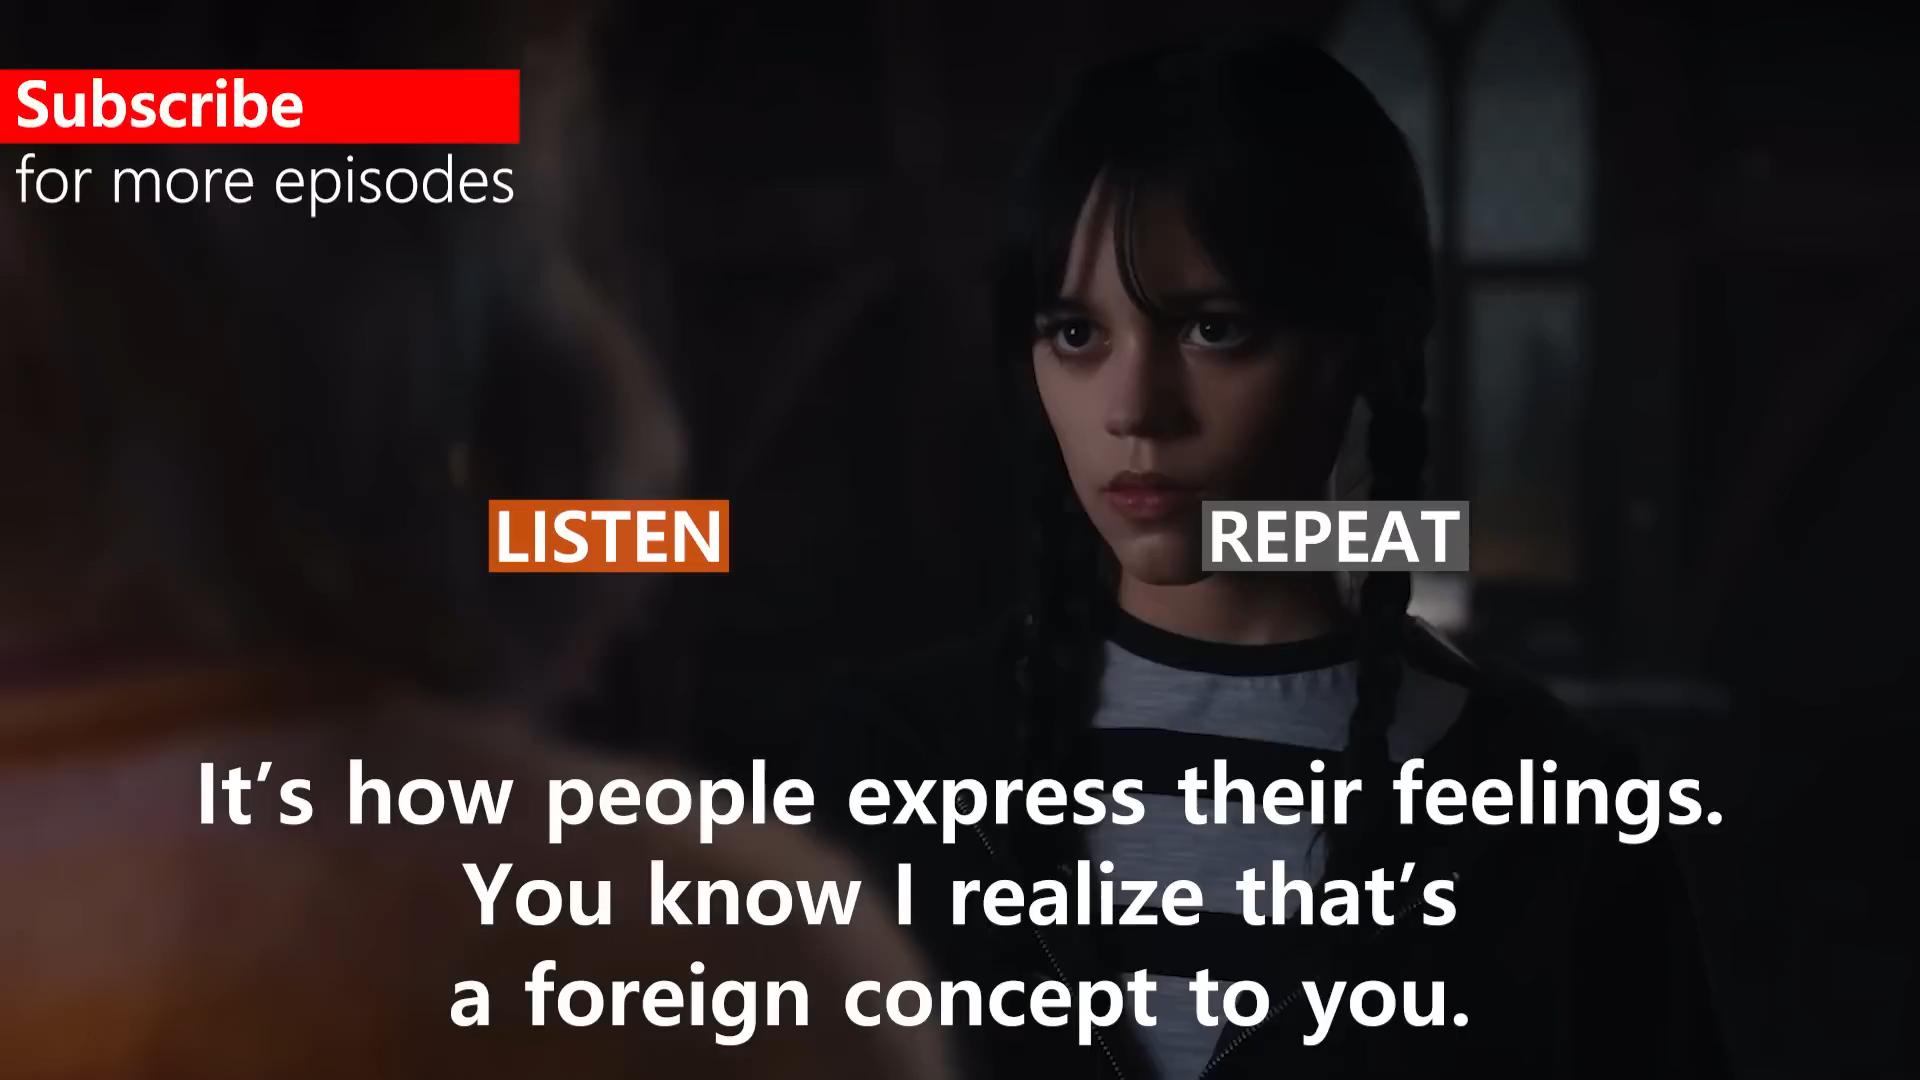 Subscribe
for more episodes
LISTEN
REPEAT
It’s how people express their feelings.
You know I realize that’s
a foreign concept to you.